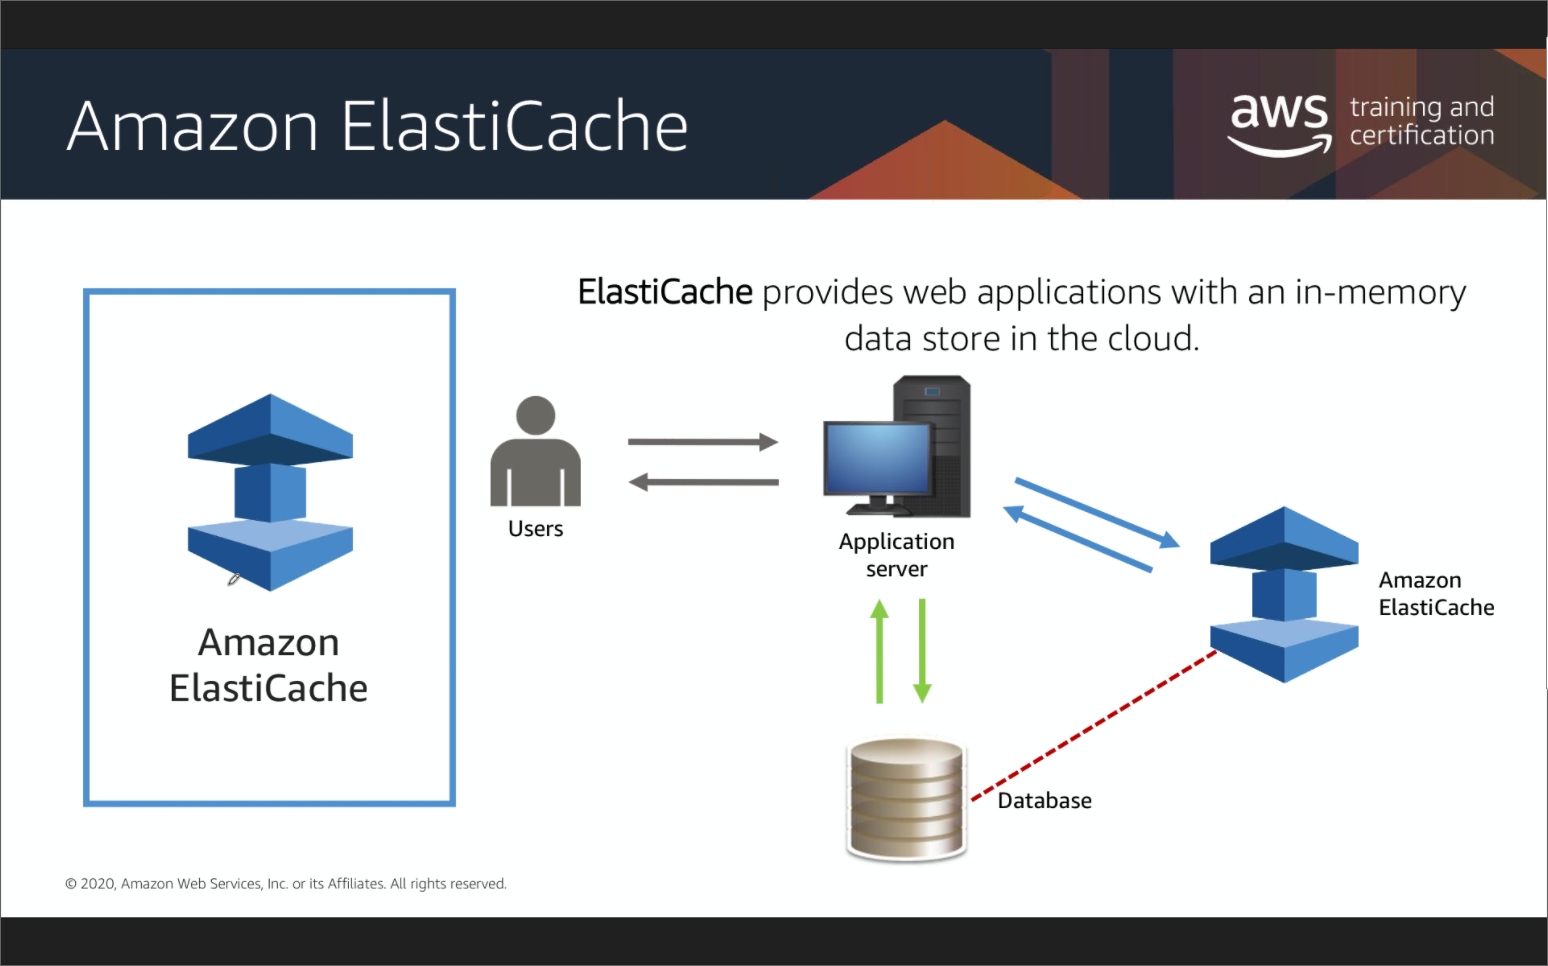 Amazon ElastiCache
aws training and
certification
ElastiCache provides web applications with an in-memory
data store in the cloud.
Users
Application
server
Amazon
ElastiCache
Amazon
ElastiCache
Database
© 2020, Amazon Web Services, Inc. or its Affiliates. All rights reserved.